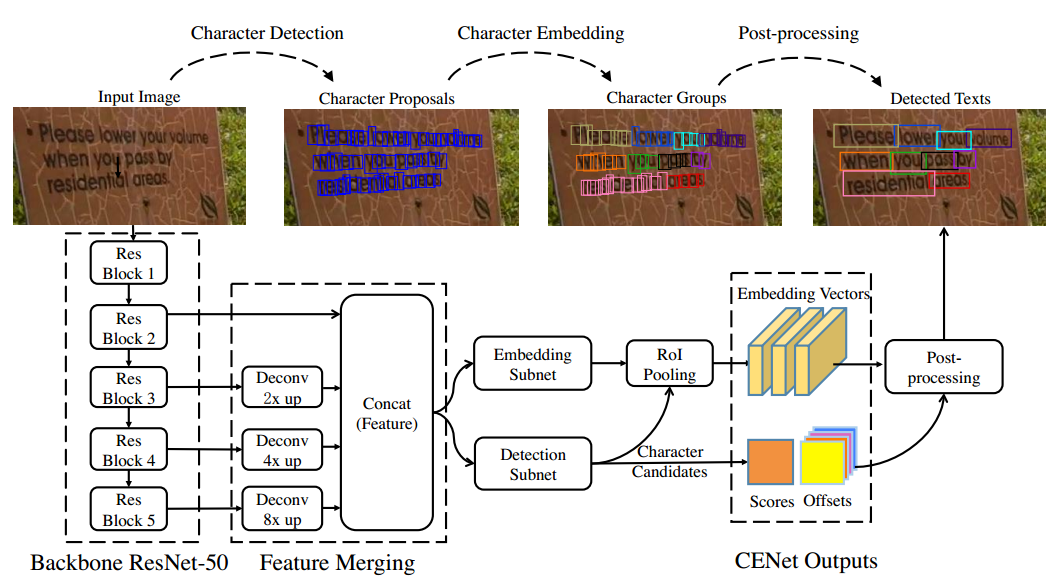 Character Detection
Character Embedding
Post-processing
Input Image
Character Proposals
Character Groups
Detected Texts
Please lower your volume
when you pass by
residential areas
Please lower your volume
when you pass by
residential areas
Please lower your volume
when you pass by
residential areas
Please lower your volume
when you pass by
residential areas
Res
Block 1
Res
Block 2
Res
Block 3
Res
Block 4
Res
Block 5
Deconv
2x up
Deconv
4x up
Deconv
8x up
Concat
(Feature)
Embedding
Subnet
Detection
Subnet
RoI
Pooling
Character
Candidates
Embedding Vectors
Scores
Offsets
Post-
processing
Backbone ResNet-50
Feature Merging
CENet Outputs